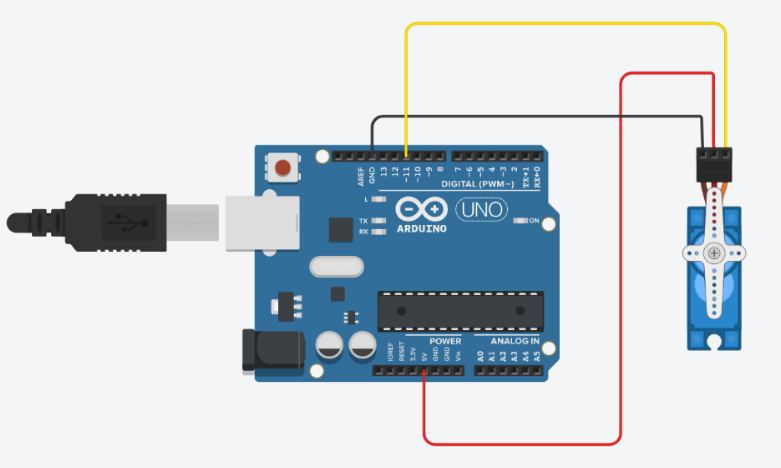 AREF
GND
13
12
~11
~10
~9
8
7
~6
~5
4
~3
2
TX→1
RX←0
DIGITAL (PWM~)
L
TX
RX
ARDUINO
UNO
ON
POWER
ANALOG IN
IOREF
RESET
3.3V
5V
GND
GND
Vin
A0
A1
A2
A3
A4
A5